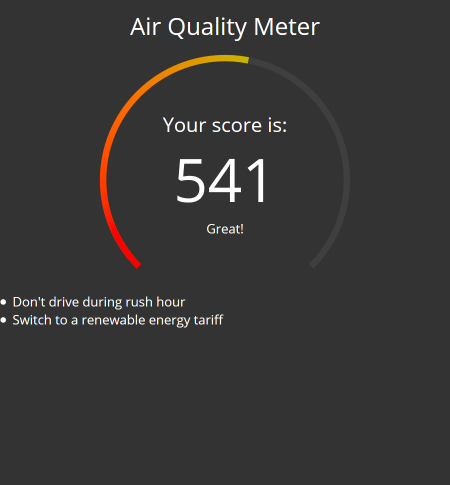 Air Quality Meter
Your score is:
541
Great!
Don't drive during rush hour
Switch to a renewable energy tariff